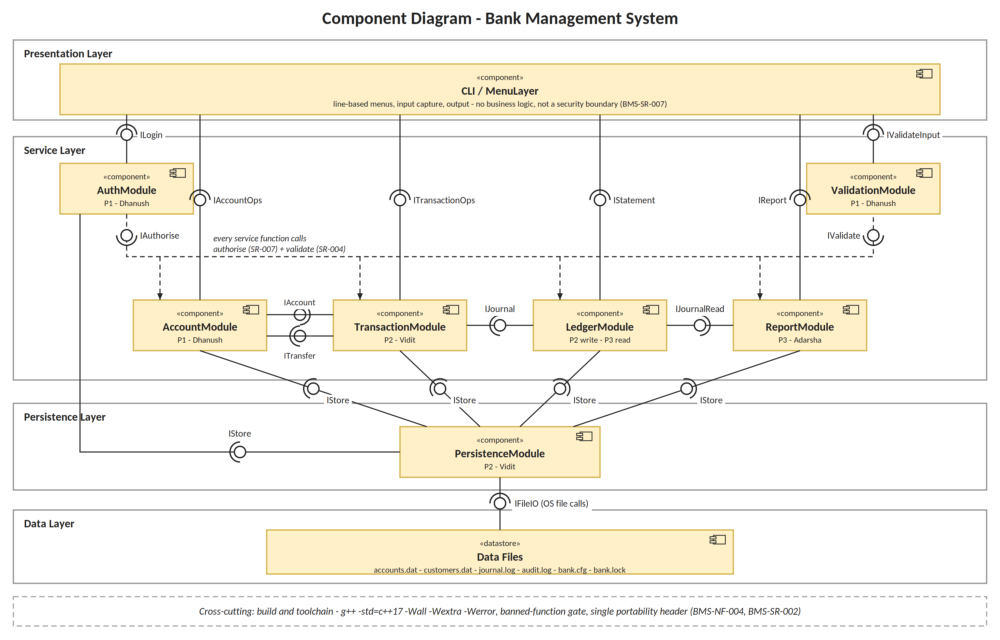 Component Diagram - Bank Management System
Presentation Layer
«component»
CLI / MenuLayer
line-based menus, input capture, output - no business logic, not a security boundary (BMS-SR-007)
ILogin
IValidateInput
Service Layer
«component»
AuthModule
P1 - Dhanush
«component»
ValidationModule
P1 - Dhanush
IAccountOps
ITransactionOps
IStatement
IReport
IAuthorise
IValidate
every service function calls
authorise (SR-007) + validate (SR-004)
«component»
AccountModule
P1 - Dhanush
IAccount
ITransfer
«component»
TransactionModule
P2 - Vidit
IJournal
«component»
LedgerModule
P2 write - P3 read
IJournalRead
«component»
ReportModule
P3 - Adarsha
IStore
IStore
IStore
IStore
Persistence Layer
IStore
«component»
PersistenceModule
P2 - Vidit
IFileIO (OS file calls)
Data Layer
«datastore»
Data Files
accounts.dat - customers.dat - journal.log - audit.log - bank.cfg - bank.lock
Cross-cutting: build and toolchain - g++ -std=c++17 -Wall -Wextra -Werror, banned-function gate, single portability header (BMS-NF-004, BMS-SR-002)